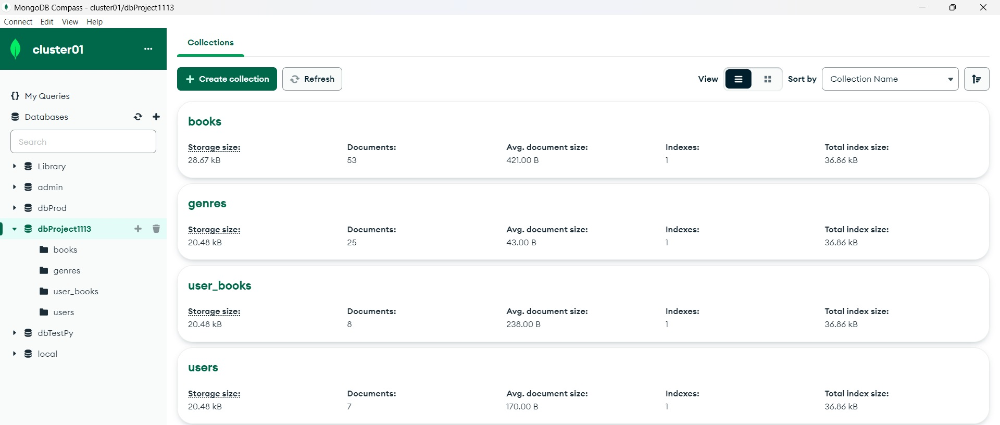 MongoDB Compass - cluster01/dbProject1113
Connect Edit View Help
cluster01
My Queries
Databases
Search
Library
admin
dbProd
dbProject1113
books
genres
user_books
users
dbTestPy
local
Collections
Create collection Refresh View Sort by Collection Name
books
Storage size: Documents: Avg. document size: Indexes: Total index size:
28.67 kB 53 421.00 B 1 36.86 kB
genres
Storage size: Documents: Avg. document size: Indexes: Total index size:
20.48 kB 25 43.00 B 1 36.86 kB
user_books
Storage size: Documents: Avg. document size: Indexes: Total index size:
20.48 kB 8 238.00 B 1 36.86 kB
users
Storage size: Documents: Avg. document size: Indexes: Total index size:
20.48 kB 7 170.00 B 1 36.86 kB